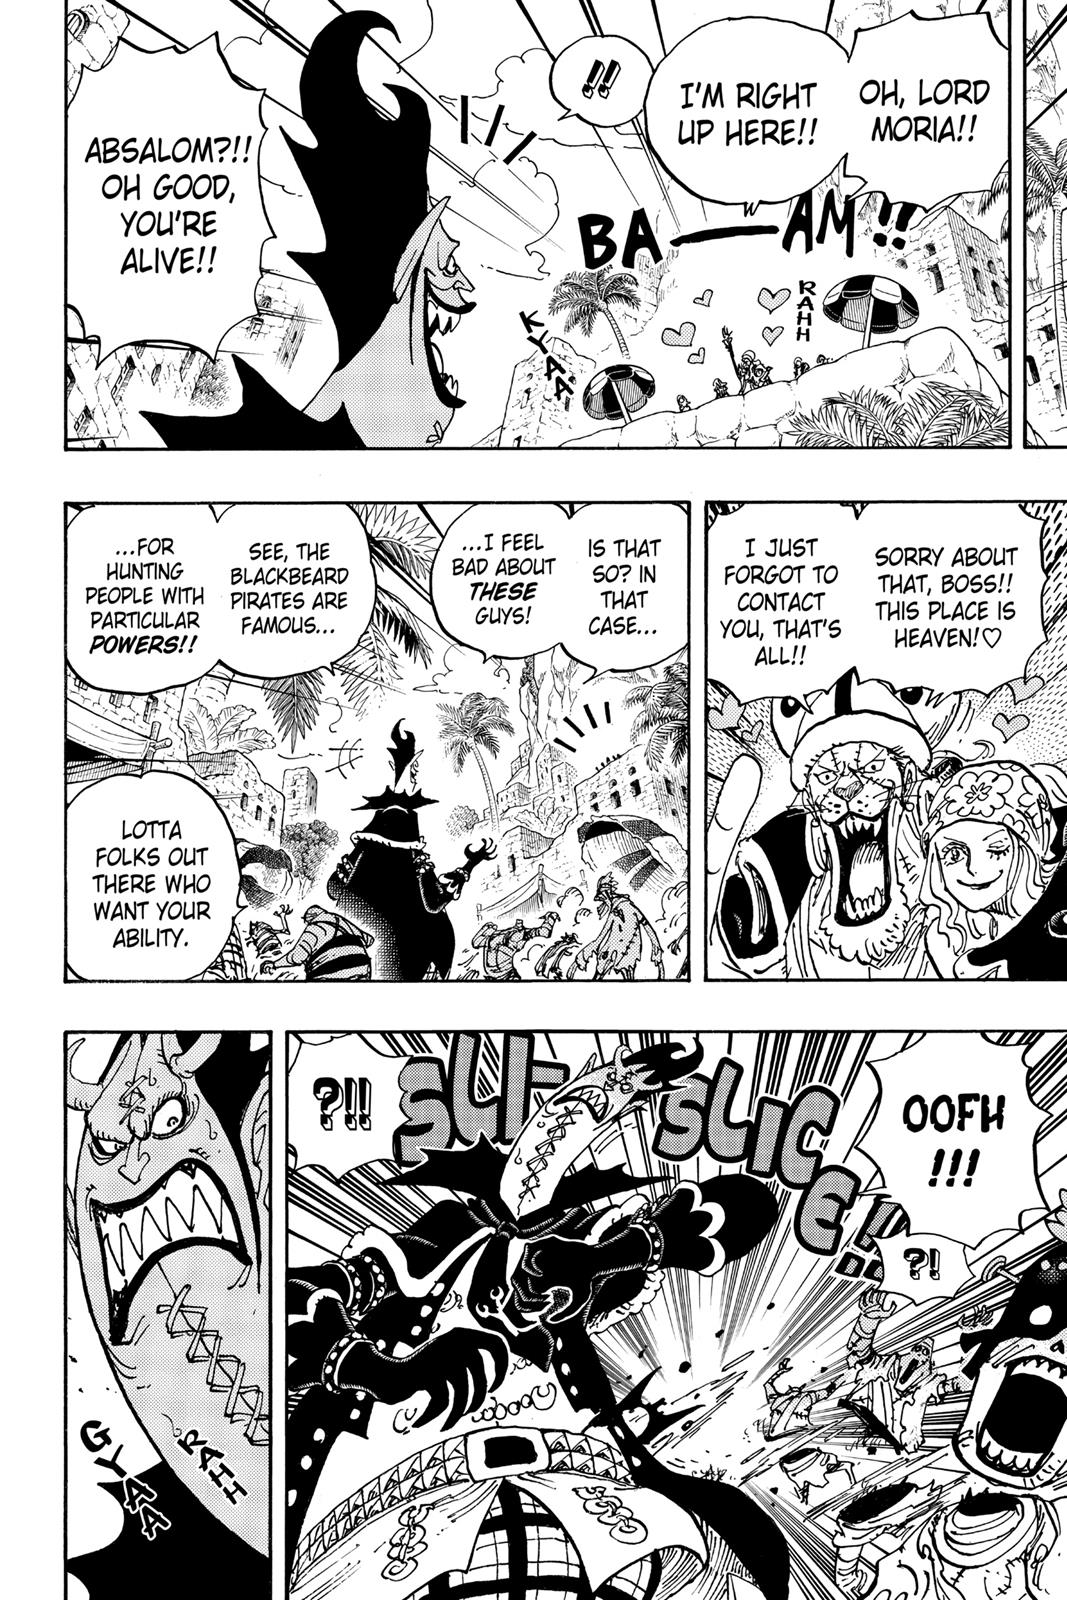 OH, LORD
MORIA!!
I'M RIGHT
UP HERE!!
!!
BA — AM!!
RAHH
KYAA
ABSALOM?!!
OH GOOD,
YOU'RE
ALIVE!!
SORRY ABOUT
THAT, BOSS!!
THIS PLACE IS
HEAVEN!♡
I JUST
FORGOT TO
CONTACT
YOU, THAT'S
ALL!!
IS THAT
SO? IN
THAT
CASE...
...I FEEL
BAD ABOUT
THESE
GUYS!
SEE, THE
BLACKBEARD
PIRATES ARE
FAMOUS...
...FOR
HUNTING
PEOPLE WITH
PARTICULAR
POWERS!!
LOTTA
FOLKS OUT
THERE WHO
WANT YOUR
ABILITY.
OOFH
!!!
?!
SLI-
SLICE!!
?!!
RAHH
GYAAA